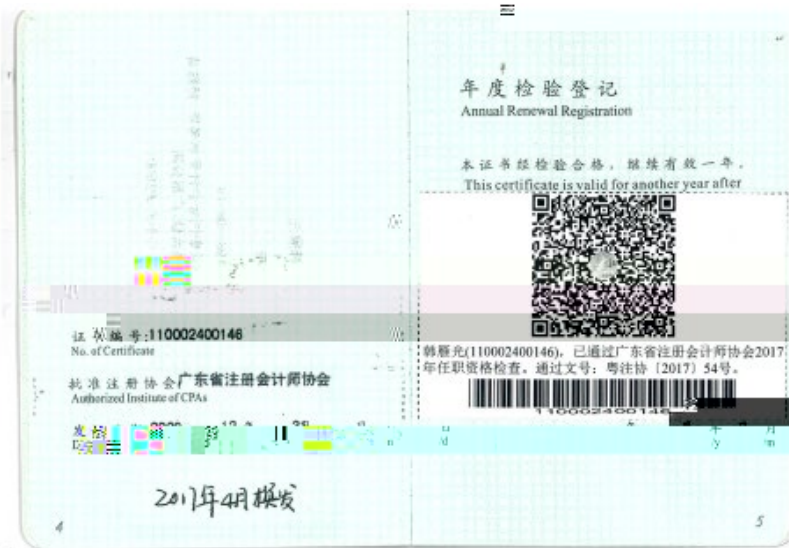 证书编号:110002400146
No. of Certificate
批准注册协会广东省注册会计师协会
Authorized Institute of CPAs
2017年4月换发
4
年度检验登记
Annual Renewal Registration
本证书经检验合格，继续有效一年。
This certificate is valid for another year after
(110002400146)，已通过广东省注册会计师协会2017
年任职资格检查。通过文号：粤注协〔2017〕54号。
110002400146
5